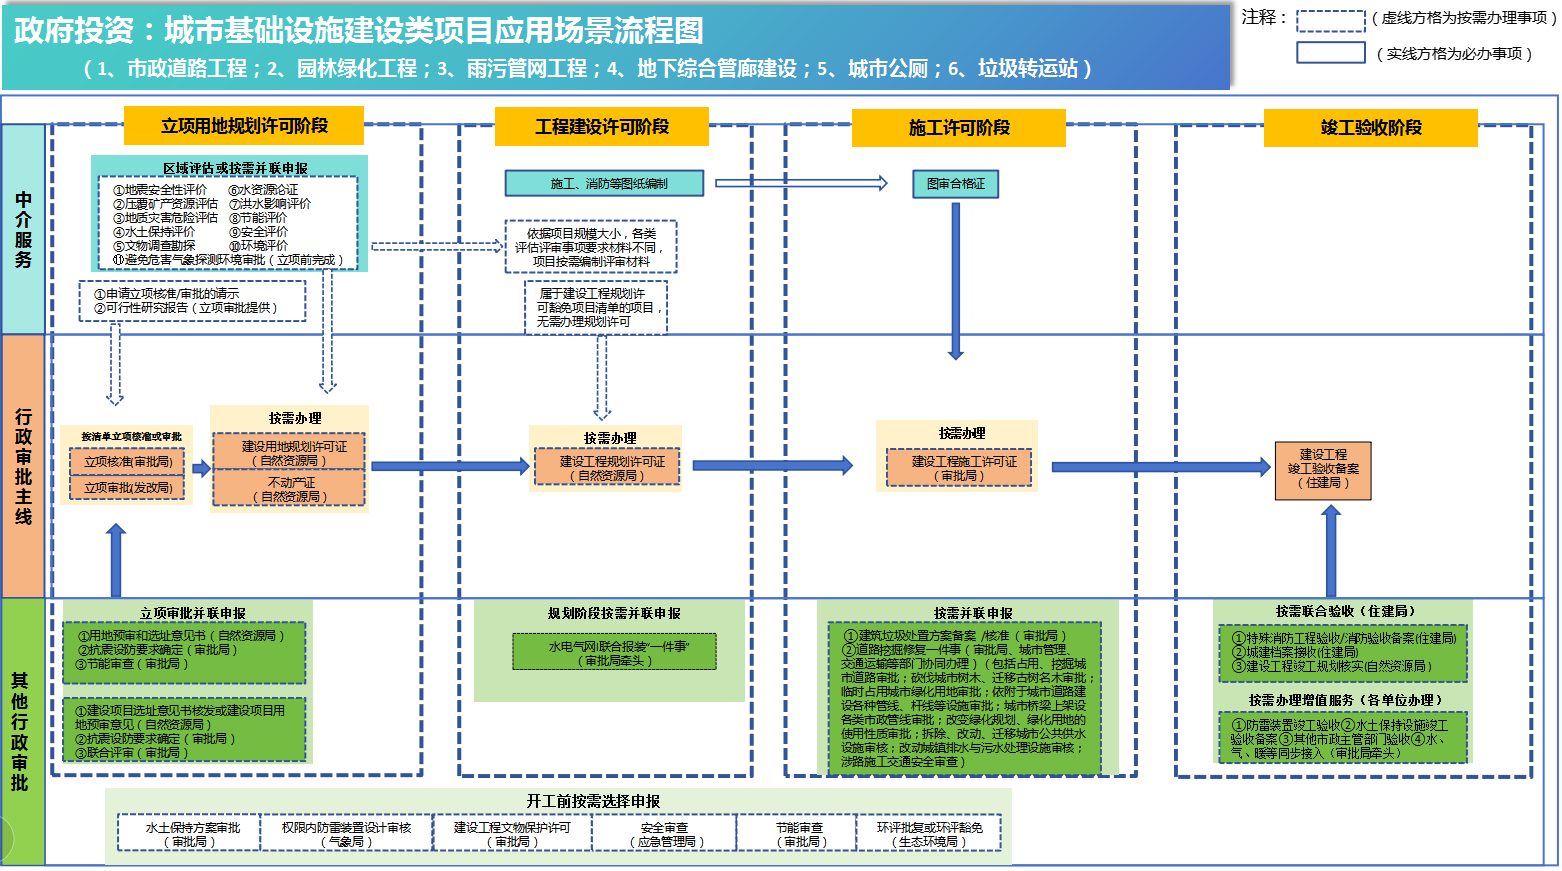 政府投资：城市基础设施建设类项目应用场景流程图
（1、市政道路工程；2、园林绿化工程；3、雨污管网工程；4、地下综合管廊建设；5、城市公厕；6、垃圾转运站）
注释：
（虚线方格为按需办理事项）
（实线方格为必办事项）
立项用地规划许可阶段
工程建设许可阶段
施工许可阶段
竣工验收阶段
中介服务
区域评估或按需并联申报
①地震安全性评价 ⑥水资源论证
②压覆矿产资源评估 ⑦洪水影响评价
③地质灾害危险评估 ⑧节能评价
④水土保持评价 ⑨安全评价
⑤文物调查勘探 ⑩环境评价
⑪避免危害气象探测环境审批（立项前完成）
①申请立项核准/审批的请示
②可行性研究报告（立项审批提供）
施工、消防等图纸编制
图审合格证
依据项目规模大小，各类
评估评审事项要求材料不同，
项目按需编制评审材料
属于建设工程规划许
可豁免项目清单的项目，
无需办理规划许可
行政审批主线
按清单立项核准或审批
立项核准(审批局)
立项审批(发改局)
按需办理
建设用地规划许可证
（自然资源局）
不动产证
（自然资源局）
按需办理
建设工程规划许可证
（自然资源局）
按需办理
建设工程施工许可证
（审批局）
建设工程
竣工验收备案
（住建局）
其他行政审批
立项审批并联申报
①用地预审和选址意见书（自然资源局）
②抗震设防要求确定（审批局）
③节能审查（审批局）
①建设项目选址意见书核发或建设项目用
地预审意见（自然资源局）
②抗震设防要求确定（审批局）
③联合评审（审批局）
规划阶段按需并联申报
水电气网联合报装“一件事”
（审批局牵头）
按需并联申报
①建筑垃圾处置方案备案 /核准（审批局）
②道路挖掘修复一件事（审批局、城市管理、
交通运输等部门协同办理）（包括占用、挖掘城
市道路审批；砍伐城市树木、迁移古树名木审批；
临时占用城市绿化用地审批；依附于城市道路建
设各种管线、杆线等设施审批；城市桥梁上架设
各类市政管线审批；改变绿化规划、绿化用地的
使用性质审批；拆除、改动、迁移城市公共供水
设施审核；改动城镇排水与污水处理设施审核；
涉路施工交通安全审查）
按需联合验收（住建局）
①特殊消防工程验收/消防验收备案(住建局)
②城建档案接收(住建局)
③建设工程竣工规划核实(自然资源局）
按需办理增值服务（各单位办理）
①防雷装置竣工验收②水土保持设施竣工
验收备案③其他市政主管部门验收④水、
气、暖等同步接入（审批局牵头）
开工前按需选择申报
水土保持方案审批
（审批局）
权限内防雷装置设计审核
（气象局）
建设工程文物保护许可
（审批局）
安全审查
（应急管理局）
节能审查
（审批局）
环评批复或环评豁免
（生态环境局）